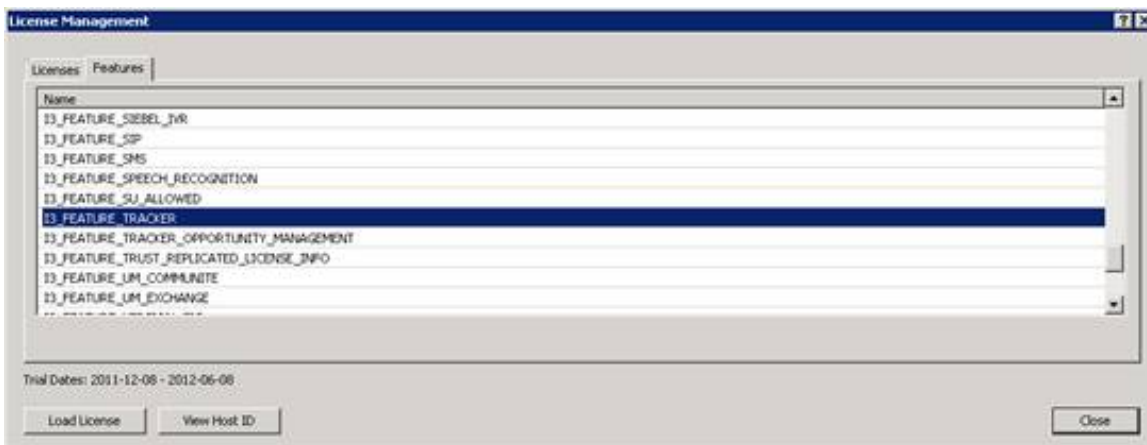 License Management
Licenses Features
Name
I3_FEATURE_SIEBEL_IVR
I3_FEATURE_SIP
I3_FEATURE_SMS
I3_FEATURE_SPEECH_RECOGNITION
I3_FEATURE_SU_ALLOWED
I3_FEATURE_TRACKER
I3_FEATURE_TRACKER_OPPORTUNITY_MANAGEMENT
I3_FEATURE_TRUST_REPLICATED_LICENSE_INFO
I3_FEATURE_UM_COMMUNITE
I3_FEATURE_UM_EXCHANGE
Trial Dates: 2011-12-08 - 2012-06-08
Load License View Host ID Close